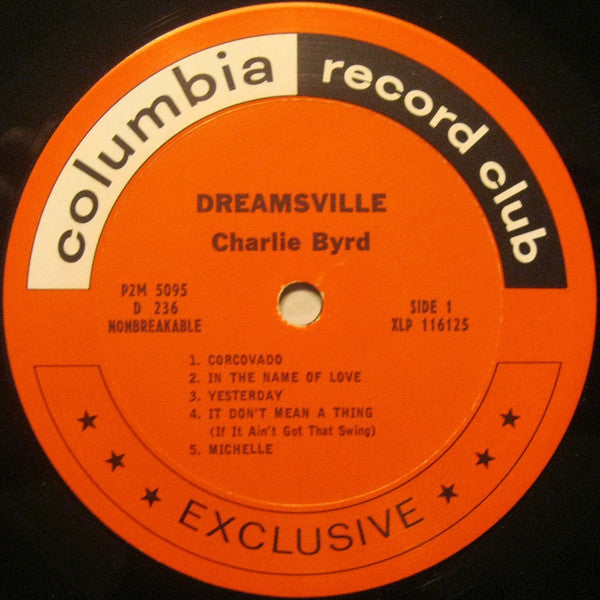 columbia record club
DREAMSVILLE
Charlie Byrd
P2M 5095
D 236
NONBREAKABLE
SIDE 1
XLP 116125
1. CORCOVADO
2. IN THE NAME OF LOVE
3. YESTERDAY
4. IT DON'T MEAN A THING
(If It Ain't Got That Swing)
5. MICHELLE
EXCLUSIVE